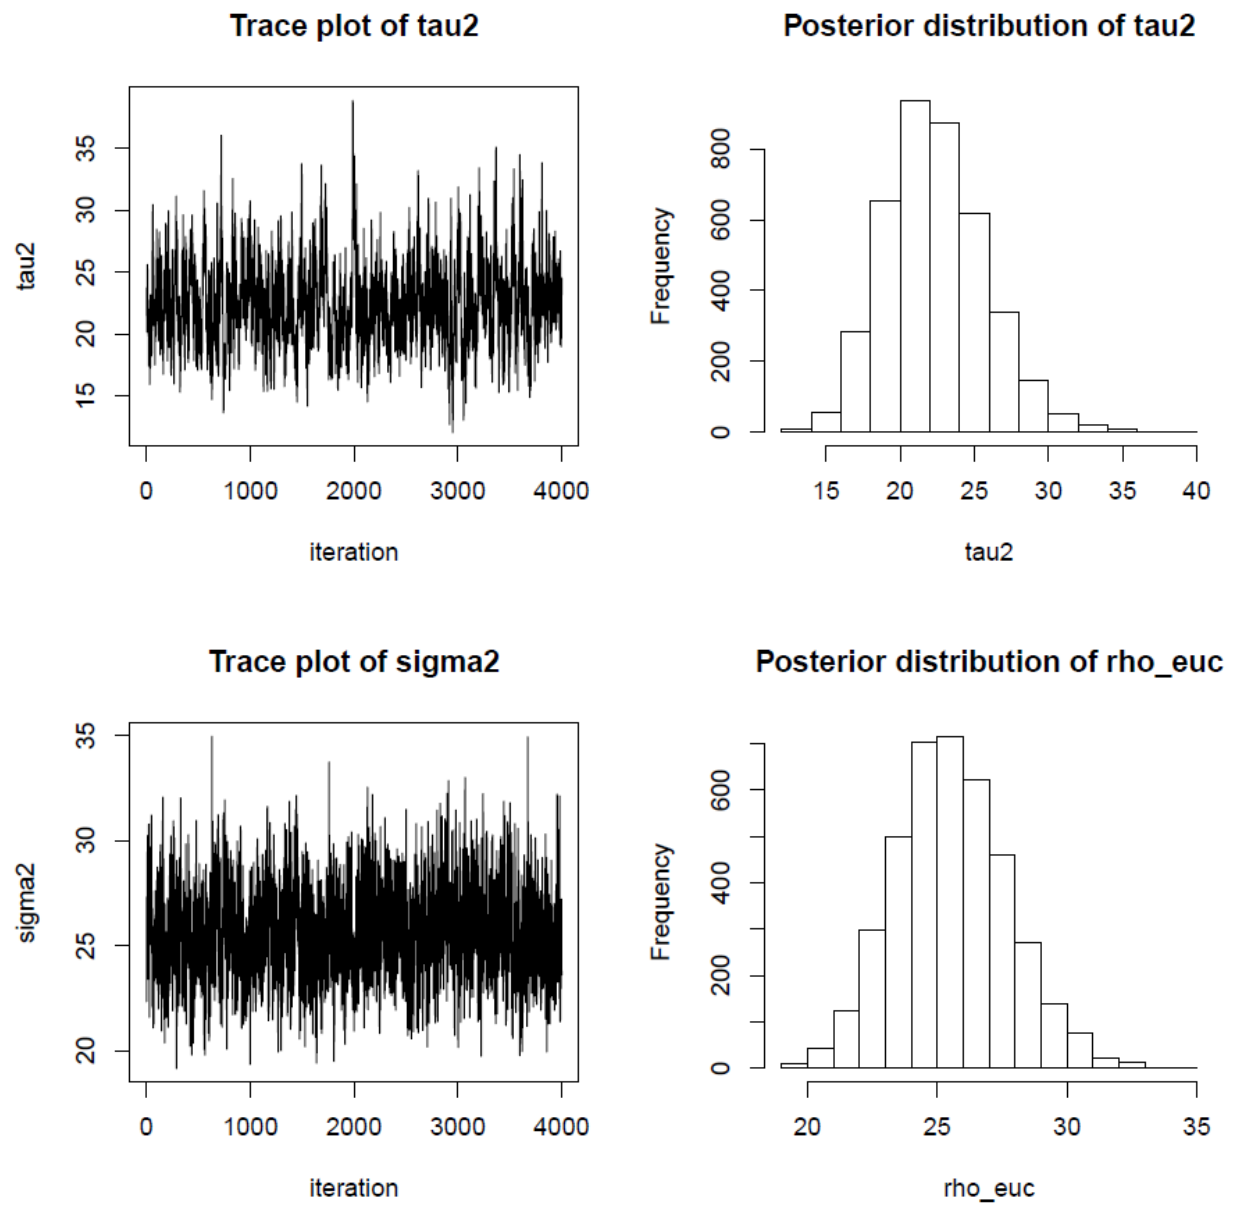 Trace plot of tau2
tau2
35
30
25
20
15
0 1000 2000 3000 4000
iteration
Posterior distribution of tau2
Frequency
800
600
400
200
0
15 20 25 30 35 40
tau2
Trace plot of sigma2
sigma2
35
30
25
20
0 1000 2000 3000 4000
iteration
Posterior distribution of rho_euc
Frequency
600
400
200
0
20 25 30 35
rho_euc